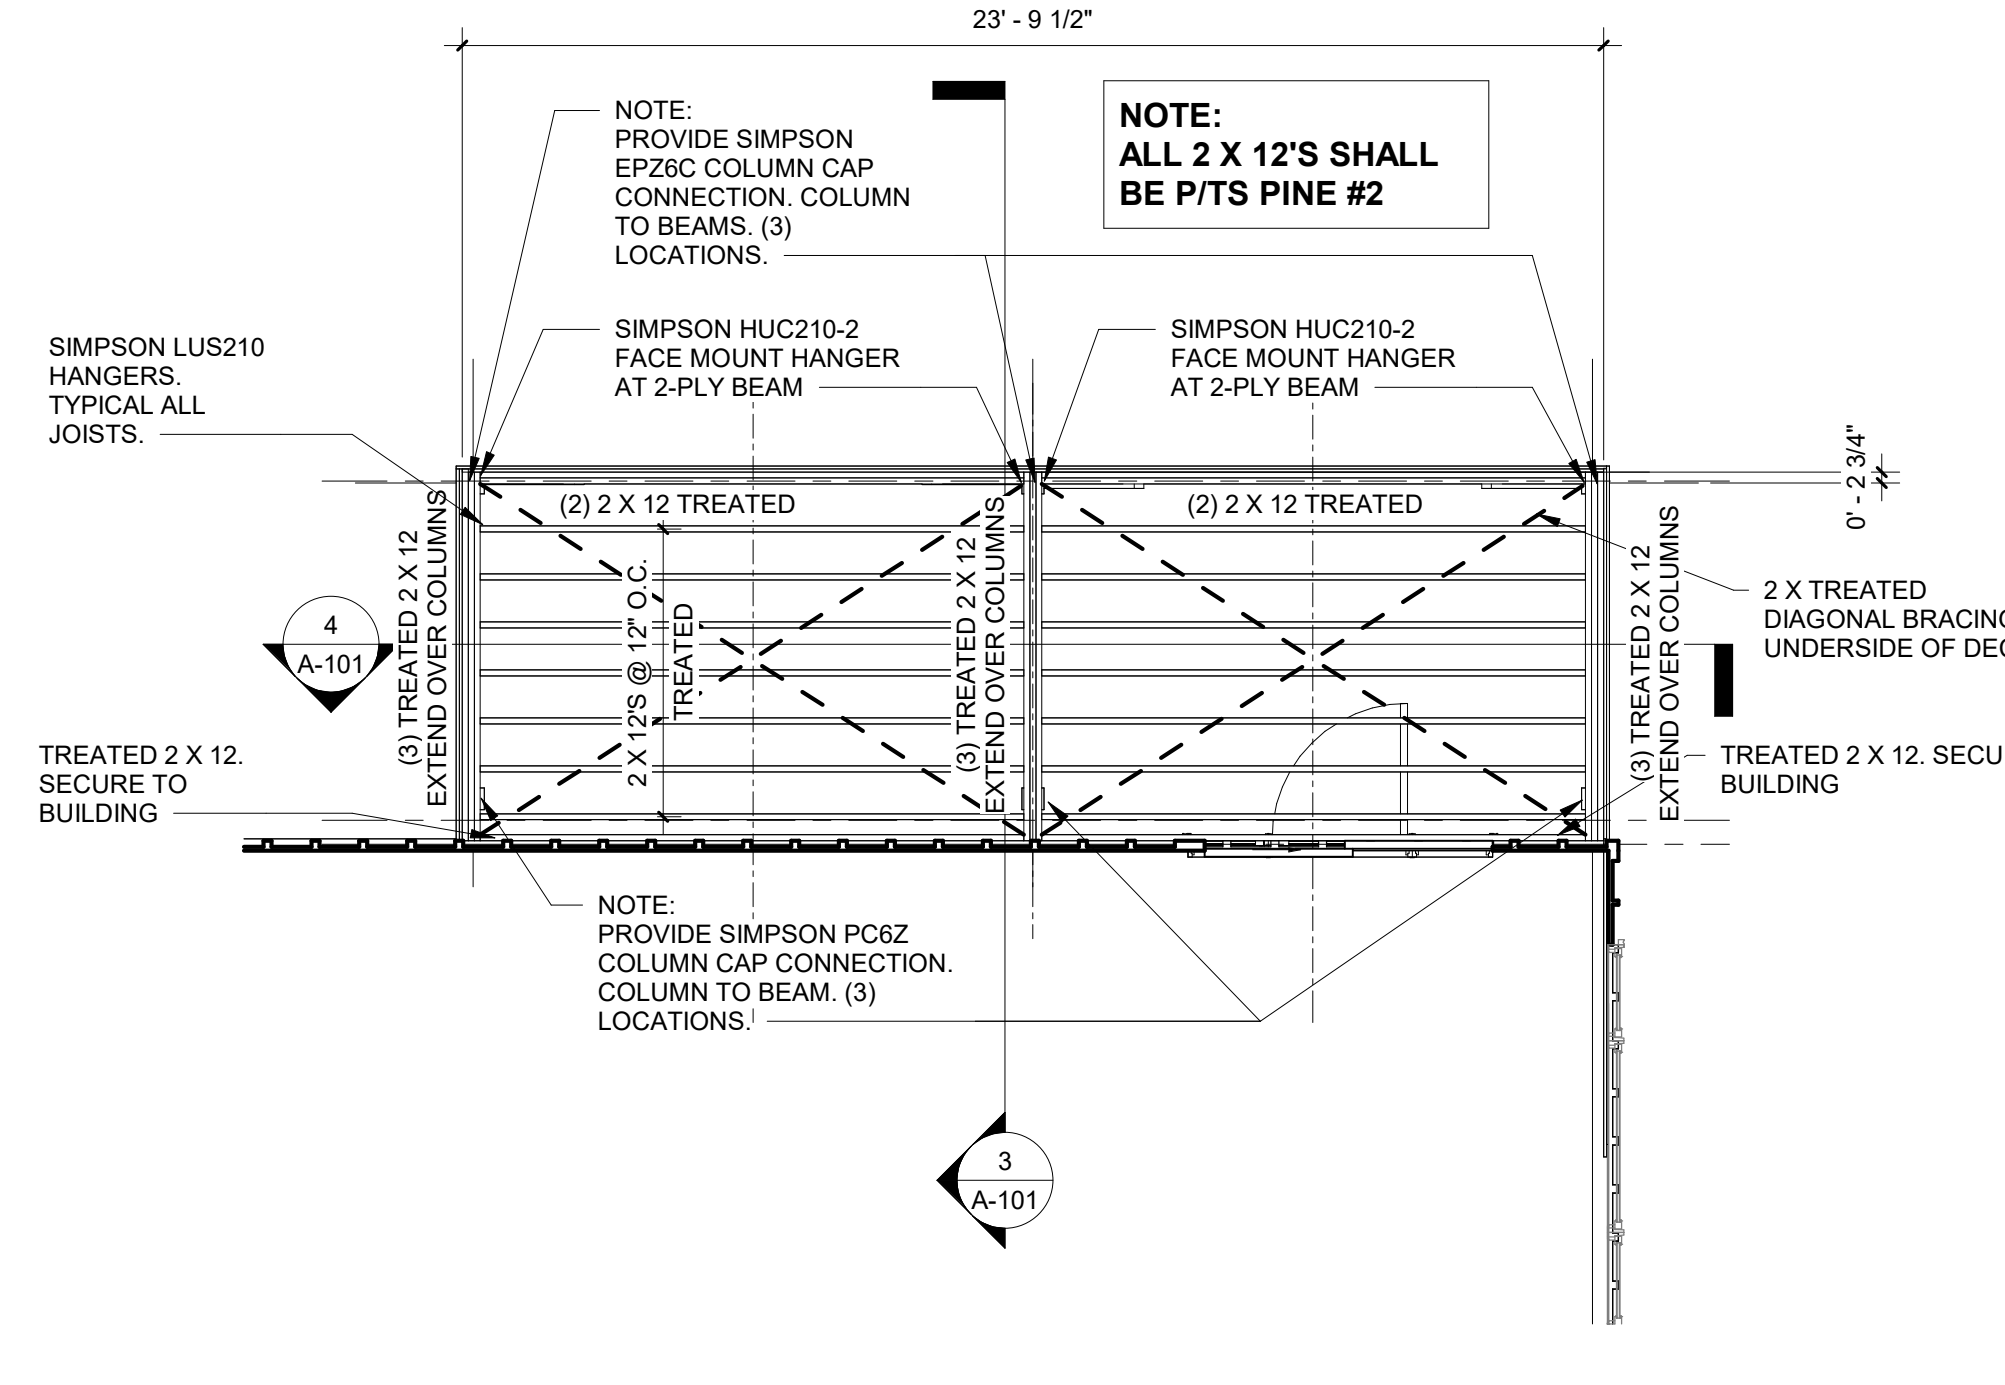 23' - 9 1/2"
NOTE:
PROVIDE SIMPSON
EPZ6C COLUMN CAP
CONNECTION. COLUMN
TO BEAMS. (3)
LOCATIONS.
NOTE:
ALL 2 X 12'S SHALL
BE P/TS PINE #2
SIMPSON LUS210
HANGERS.
TYPICAL ALL
JOISTS.
SIMPSON HUC210-2
FACE MOUNT HANGER
AT 2-PLY BEAM
SIMPSON HUC210-2
FACE MOUNT HANGER
AT 2-PLY BEAM
0' - 2 3/4"
(2) 2 X 12 TREATED
(2) 2 X 12 TREATED
(3) TREATED 2 X 12
EXTEND OVER COLUMNS
2 X 12'S @ 12" O.C.
TREATED
(3) TREATED 2 X 12
EXTEND OVER COLUMNS
(3) TREATED 2 X 12
EXTEND OVER COLUMNS
2 X TREATED
DIAGONAL BRACING
UNDERSIDE OF DEC
4
A-101
TREATED 2 X 12.
SECURE TO
BUILDING
TREATED 2 X 12. SECU
BUILDING
NOTE:
PROVIDE SIMPSON PC6Z
COLUMN CAP CONNECTION.
COLUMN TO BEAM. (3)
LOCATIONS.
3
A-101